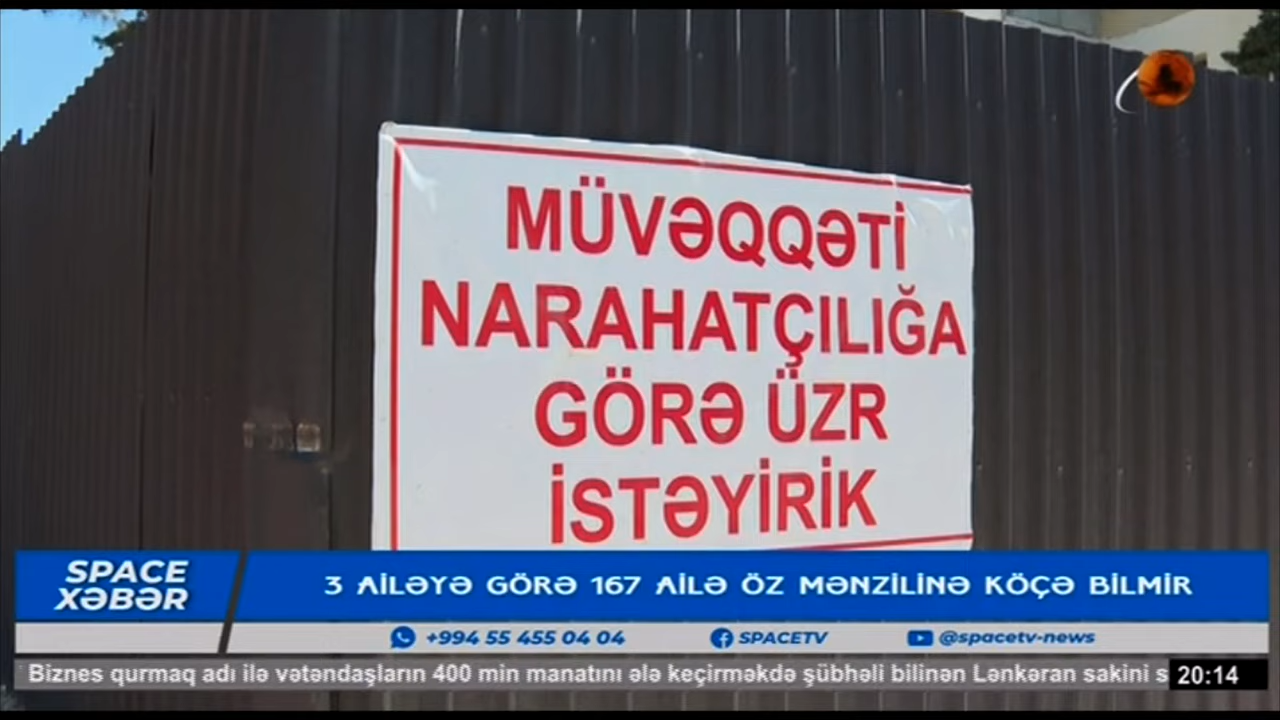 MÜVƏQQƏTİ
NARAHATÇILIĞA
GÖRƏ ÜZR
İSTƏYİRİK
SPACE
XƏBƏR
3 AİLƏYƏ GÖRƏ 167 AİLƏ ÖZ MƏNZİLİNƏ KÖÇƏ BİLMİR
+994 55 455 04 04 SPACETV @spacetv-news
Biznes qurmaq adı ilə vətəndaşların 400 min manatını ələ keçirməkdə şübhəli bilinən Lənkəran sakini s
20:14